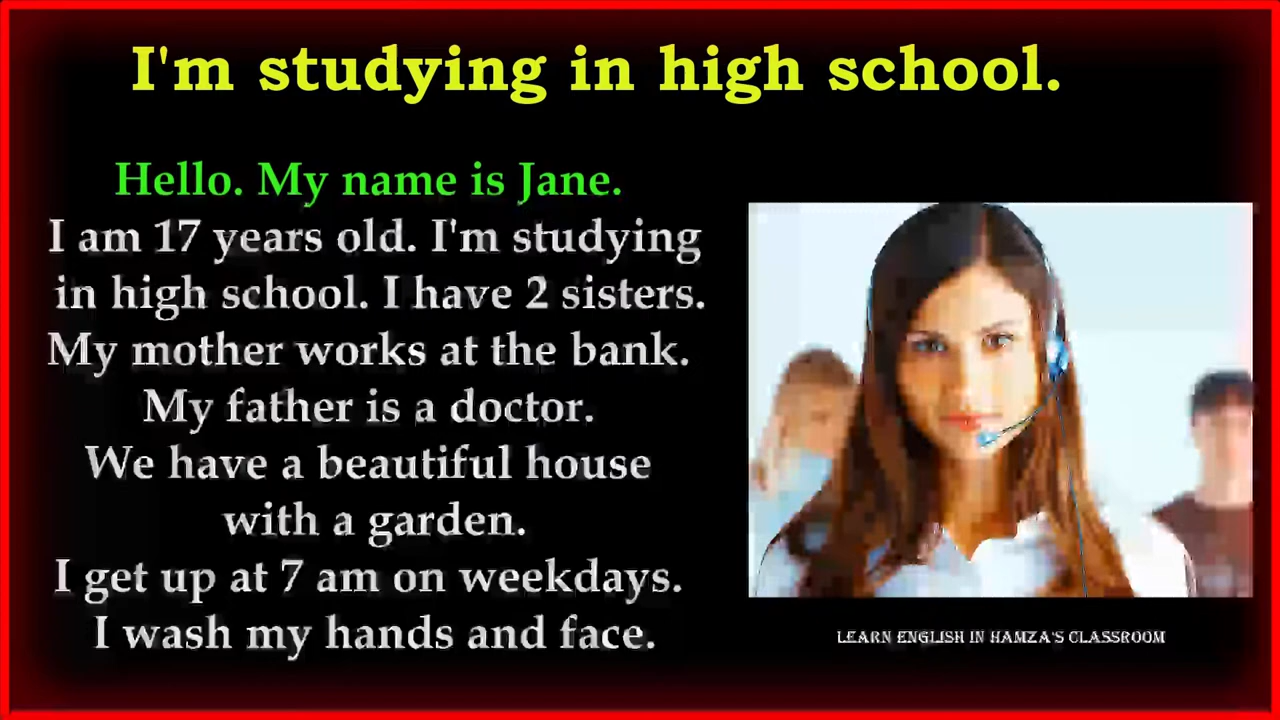 I'm studying in high school.
Hello. My name is Jane.
I am 17 years old. I'm studying
in high school. I have 2 sisters.
My mother works at the bank.
My father is a doctor.
We have a beautiful house
with a garden.
I get up at 7 am on weekdays.
I wash my hands and face.
LEARN ENGLISH IN HAMZA'S CLASSROOM